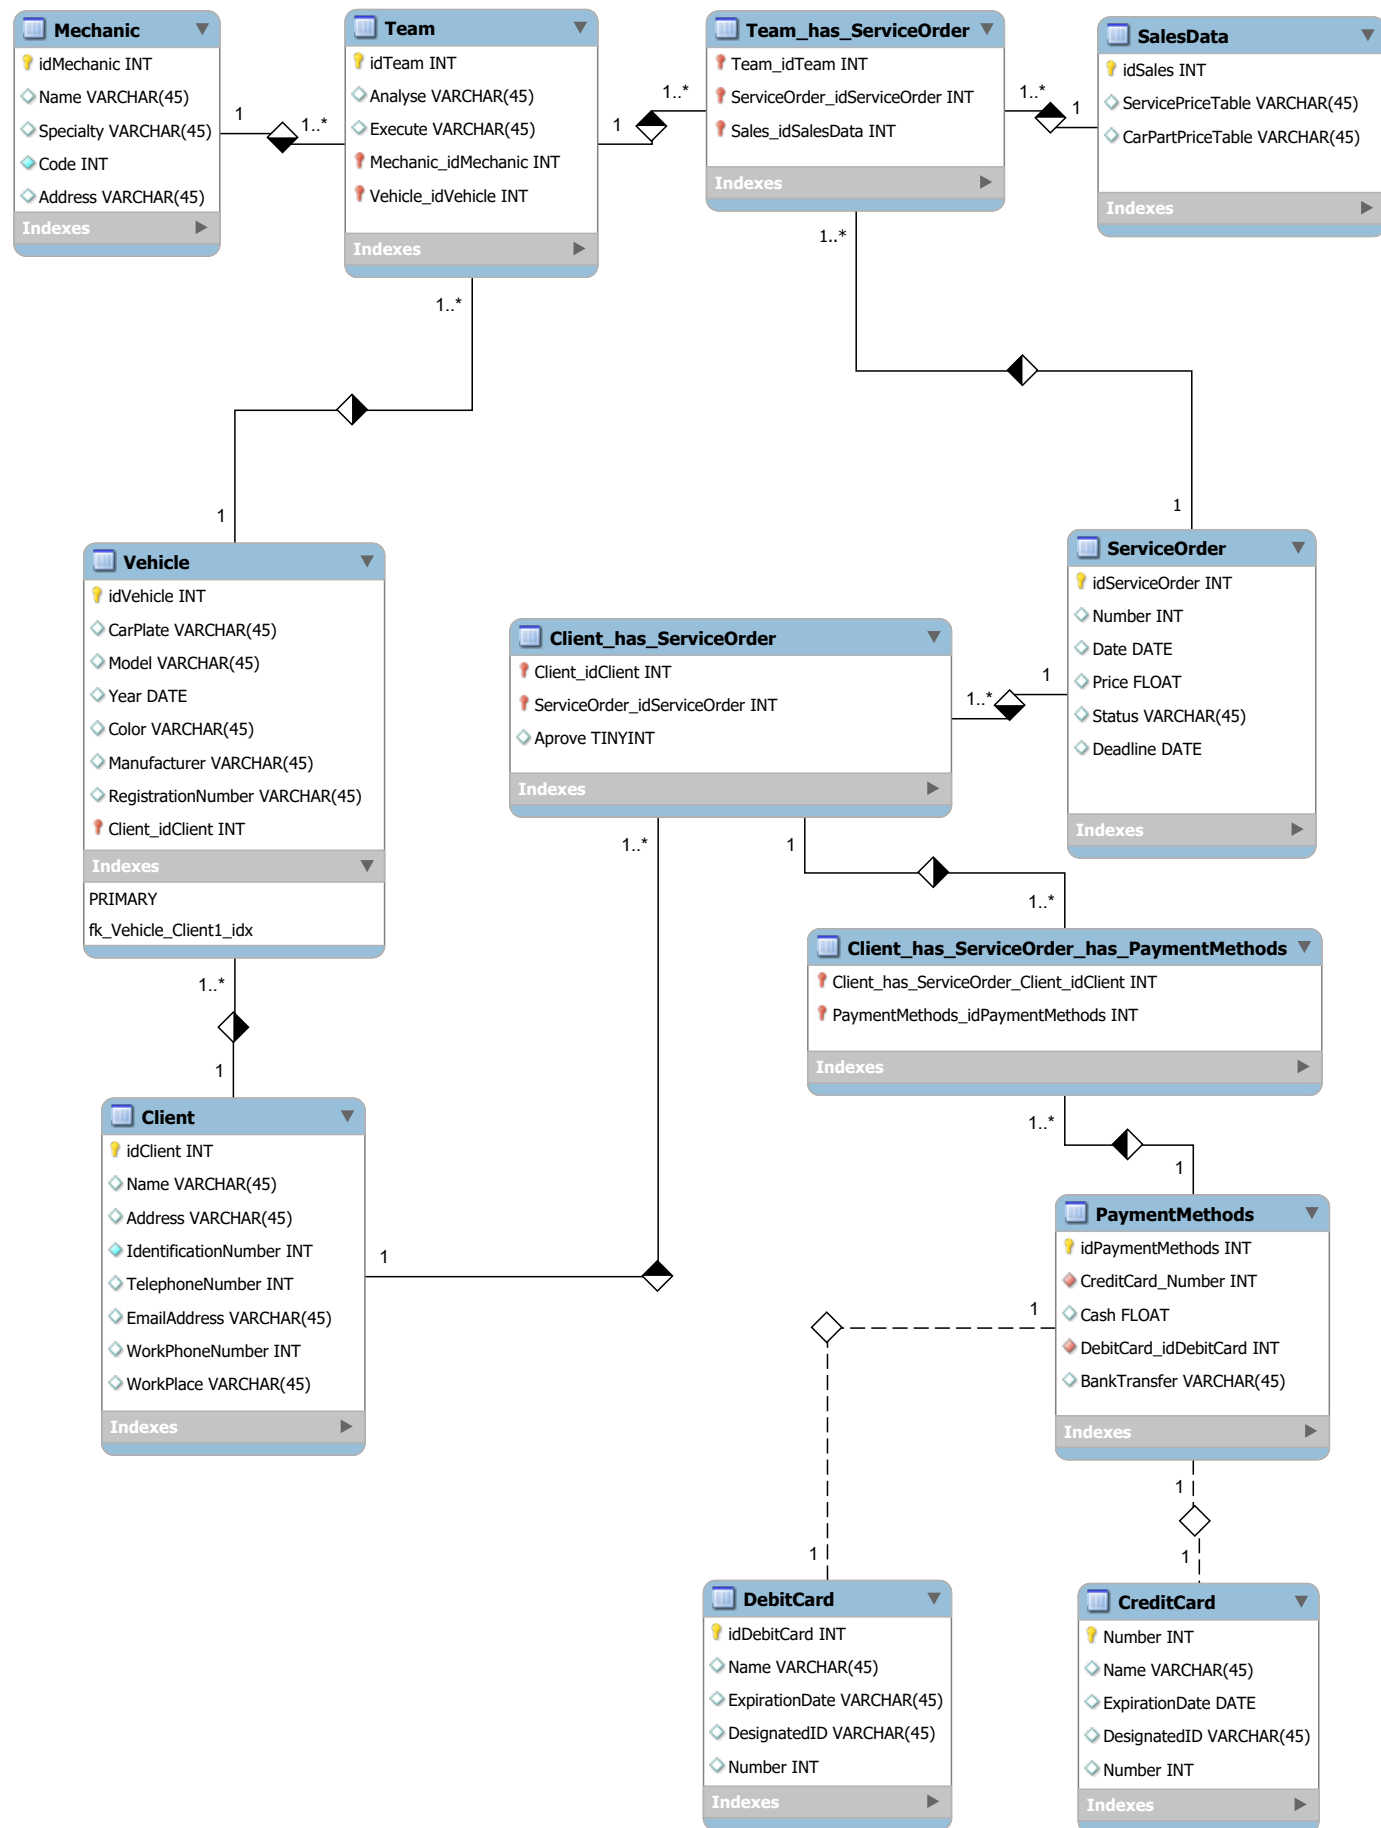 Mechanic
idMechanic INT
Name VARCHAR(45)
Specialty VARCHAR(45)
Code INT
Address VARCHAR(45)
Indexes
1
1..*
Team
idTeam INT
Analyse VARCHAR(45)
Execute VARCHAR(45)
Mechanic_idMechanic INT
Vehicle_idVehicle INT
Indexes
1
1..*
Team_has_ServiceOrder
Team_idTeam INT
ServiceOrder_idServiceOrder INT
Sales_idSalesData INT
Indexes
1..*
1
SalesData
idSales INT
ServicePriceTable VARCHAR(45)
CarPartPriceTable VARCHAR(45)
Indexes
1..*
1
1..*
1
Vehicle
idVehicle INT
CarPlate VARCHAR(45)
Model VARCHAR(45)
Year DATE
Color VARCHAR(45)
Manufacturer VARCHAR(45)
RegistrationNumber VARCHAR(45)
Client_idClient INT
Indexes
PRIMARY
fk_Vehicle_Client1_idx
Client_has_ServiceOrder
Client_idClient INT
ServiceOrder_idServiceOrder INT
Aprove TINYINT
Indexes
1..*
1
ServiceOrder
idServiceOrder INT
Number INT
Date DATE
Price FLOAT
Status VARCHAR(45)
Deadline DATE
Indexes
1..*
1
1..*
Client_has_ServiceOrder_has_PaymentMethods
Client_has_ServiceOrder_Client_idClient INT
PaymentMethods_idPaymentMethods INT
Indexes
1..*
1
1..*
1
Client
idClient INT
Name VARCHAR(45)
Address VARCHAR(45)
IdentificationNumber INT
TelephoneNumber INT
EmailAddress VARCHAR(45)
WorkPhoneNumber INT
WorkPlace VARCHAR(45)
Indexes
1
PaymentMethods
idPaymentMethods INT
CreditCard_Number INT
Cash FLOAT
DebitCard_idDebitCard INT
BankTransfer VARCHAR(45)
Indexes
1
1
1
1
DebitCard
idDebitCard INT
Name VARCHAR(45)
ExpirationDate VARCHAR(45)
DesignatedID VARCHAR(45)
Number INT
Indexes
CreditCard
Number INT
Name VARCHAR(45)
ExpirationDate DATE
DesignatedID VARCHAR(45)
Number INT
Indexes